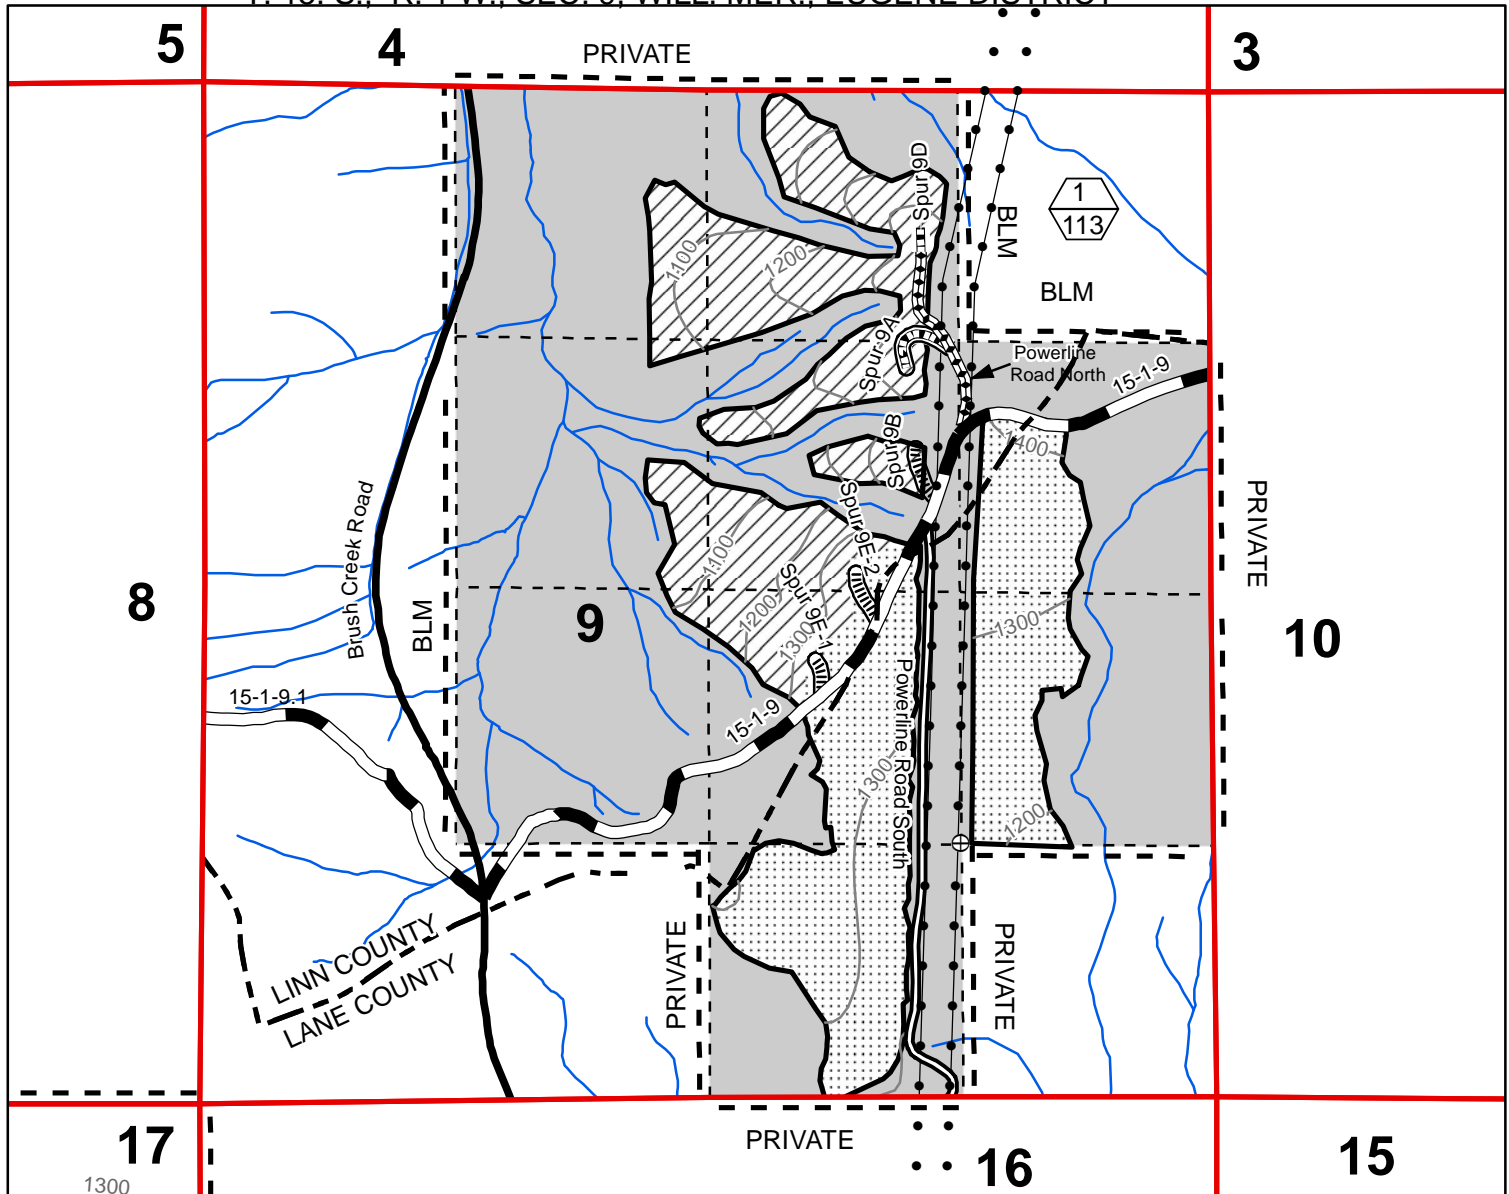 5
4
PRIVATE
3
Spur 9D
BLM
1
113
BLM
1100
1200
Spur 9A
Powerline
Road North
15-1-9
Spur 9B
1400
Brush Creek Road
Spur 9E-2
PRIVATE
1100
Spur 9E-1
8
BLM
9
1200
1300
1300
10
15-1-9.1
15-1-9
Powerline Road South
1300
1200
LINN COUNTY
LANE COUNTY
PRIVATE
PRIVATE
17
PRIVATE
16
15
1300